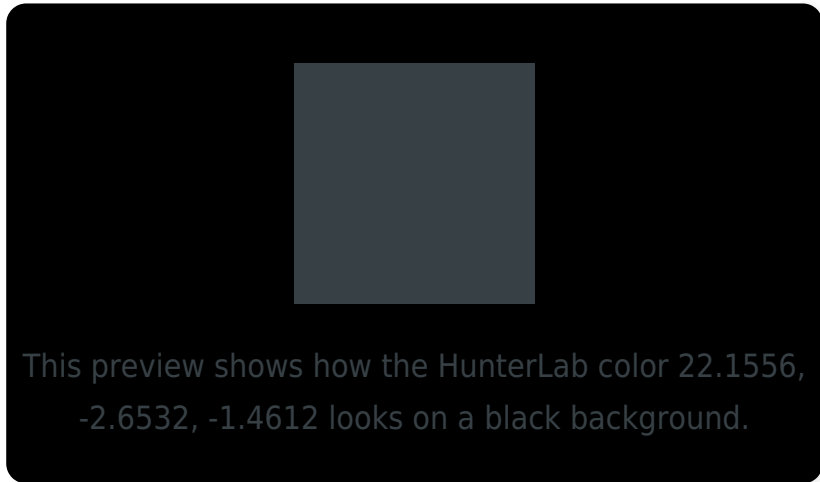 This preview shows how the HunterLab color 22.1556,
-2.6532, -1.4612 looks on a black background.